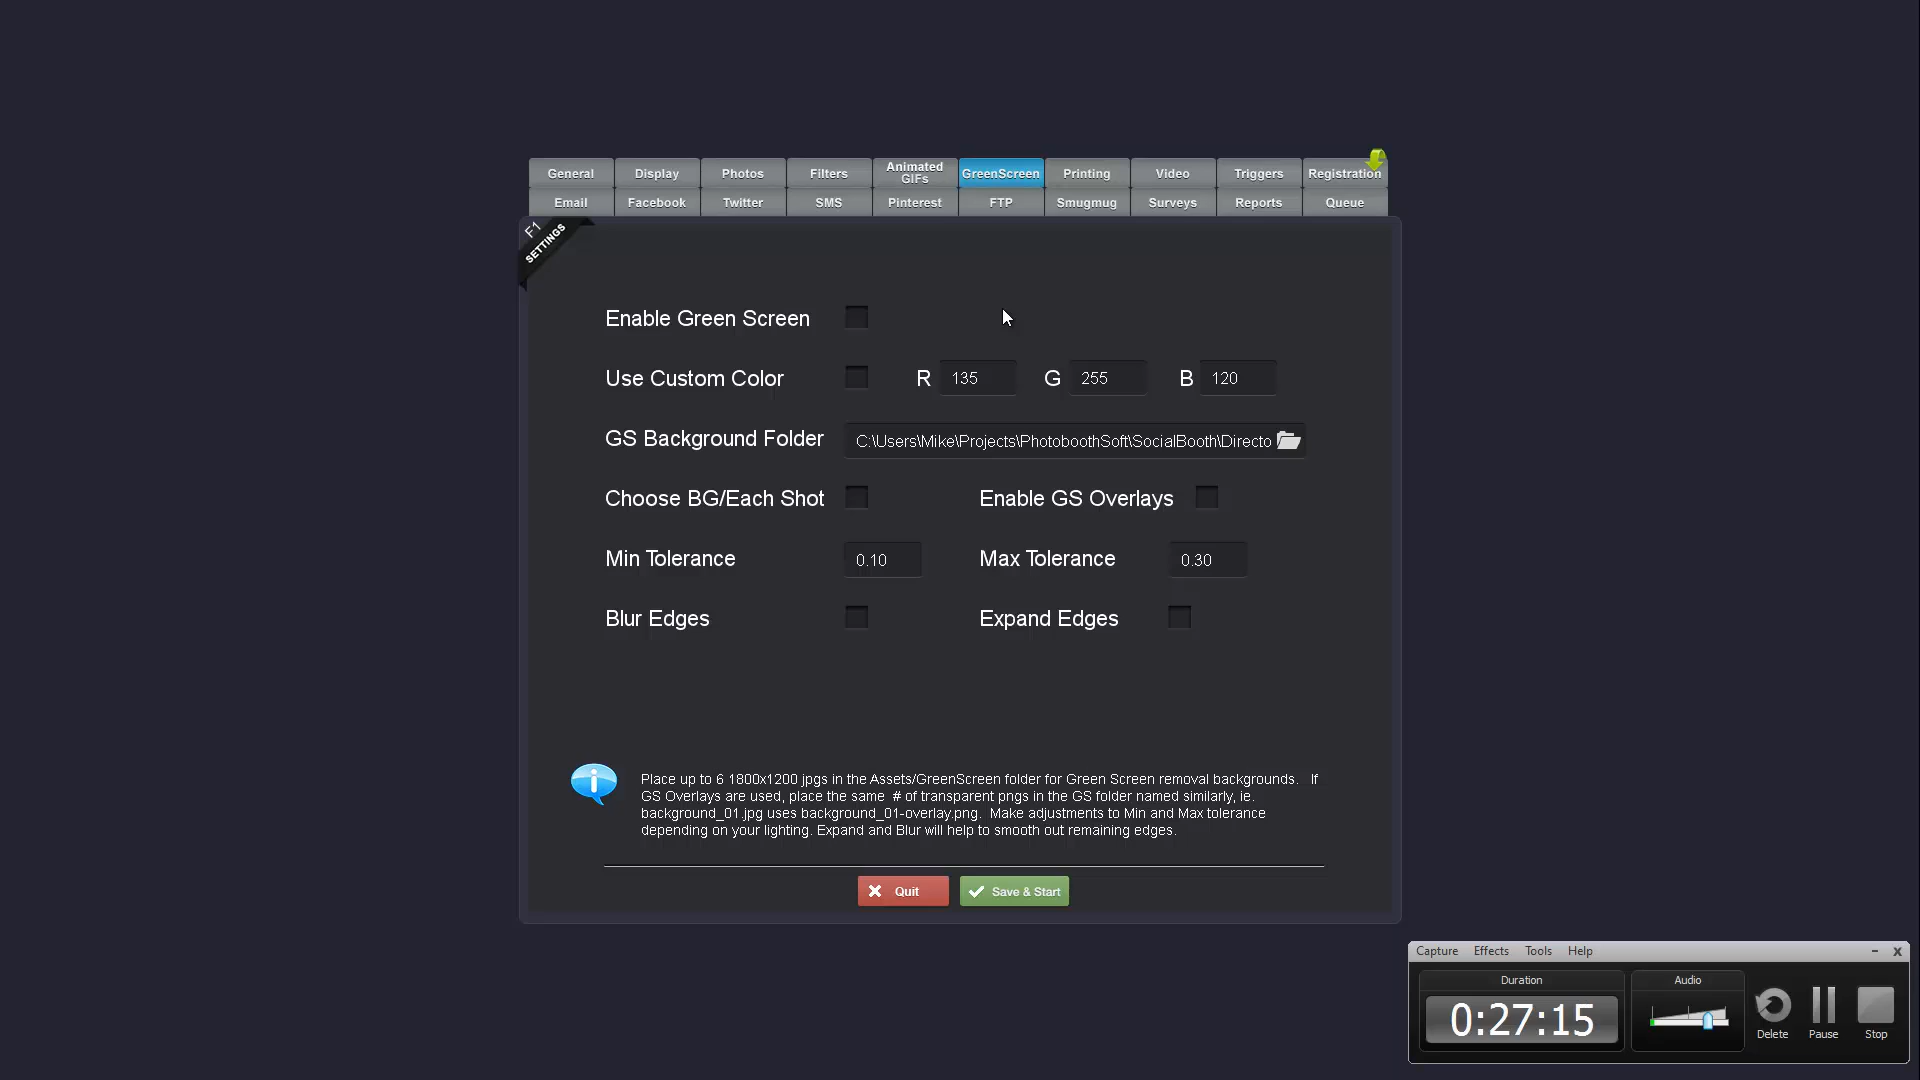 General Display Photos Filters Animated GIFs GreenScreen Printing Video Triggers Registration
Email Facebook Twitter SMS Pinterest FTP Smugmug Surveys Reports Queue
F1
SETTINGS
Enable Green Screen
Use Custom Color R 135 G 255 B 120
GS Background Folder C:\Users\Mike\Projects\PhotoboothSoft\SocialBooth\Directo
Choose BG/Each Shot Enable GS Overlays
Min Tolerance 0.10 Max Tolerance 0.30
Blur Edges Expand Edges
Place up to 6 1800x1200 jpgs in the Assets/GreenScreen folder for Green Screen removal backgrounds. If
GS Overlays are used, place the same # of transparent pngs in the GS folder named similarly, ie.
background_01.jpg uses background_01-overlay.png. Make adjustments to Min and Max tolerance
depending on your lighting. Expand and Blur will help to smooth out remaining edges.
Quit Save & Start
Capture Effects Tools Help
Duration Audio
0:27:15
Delete Pause Stop